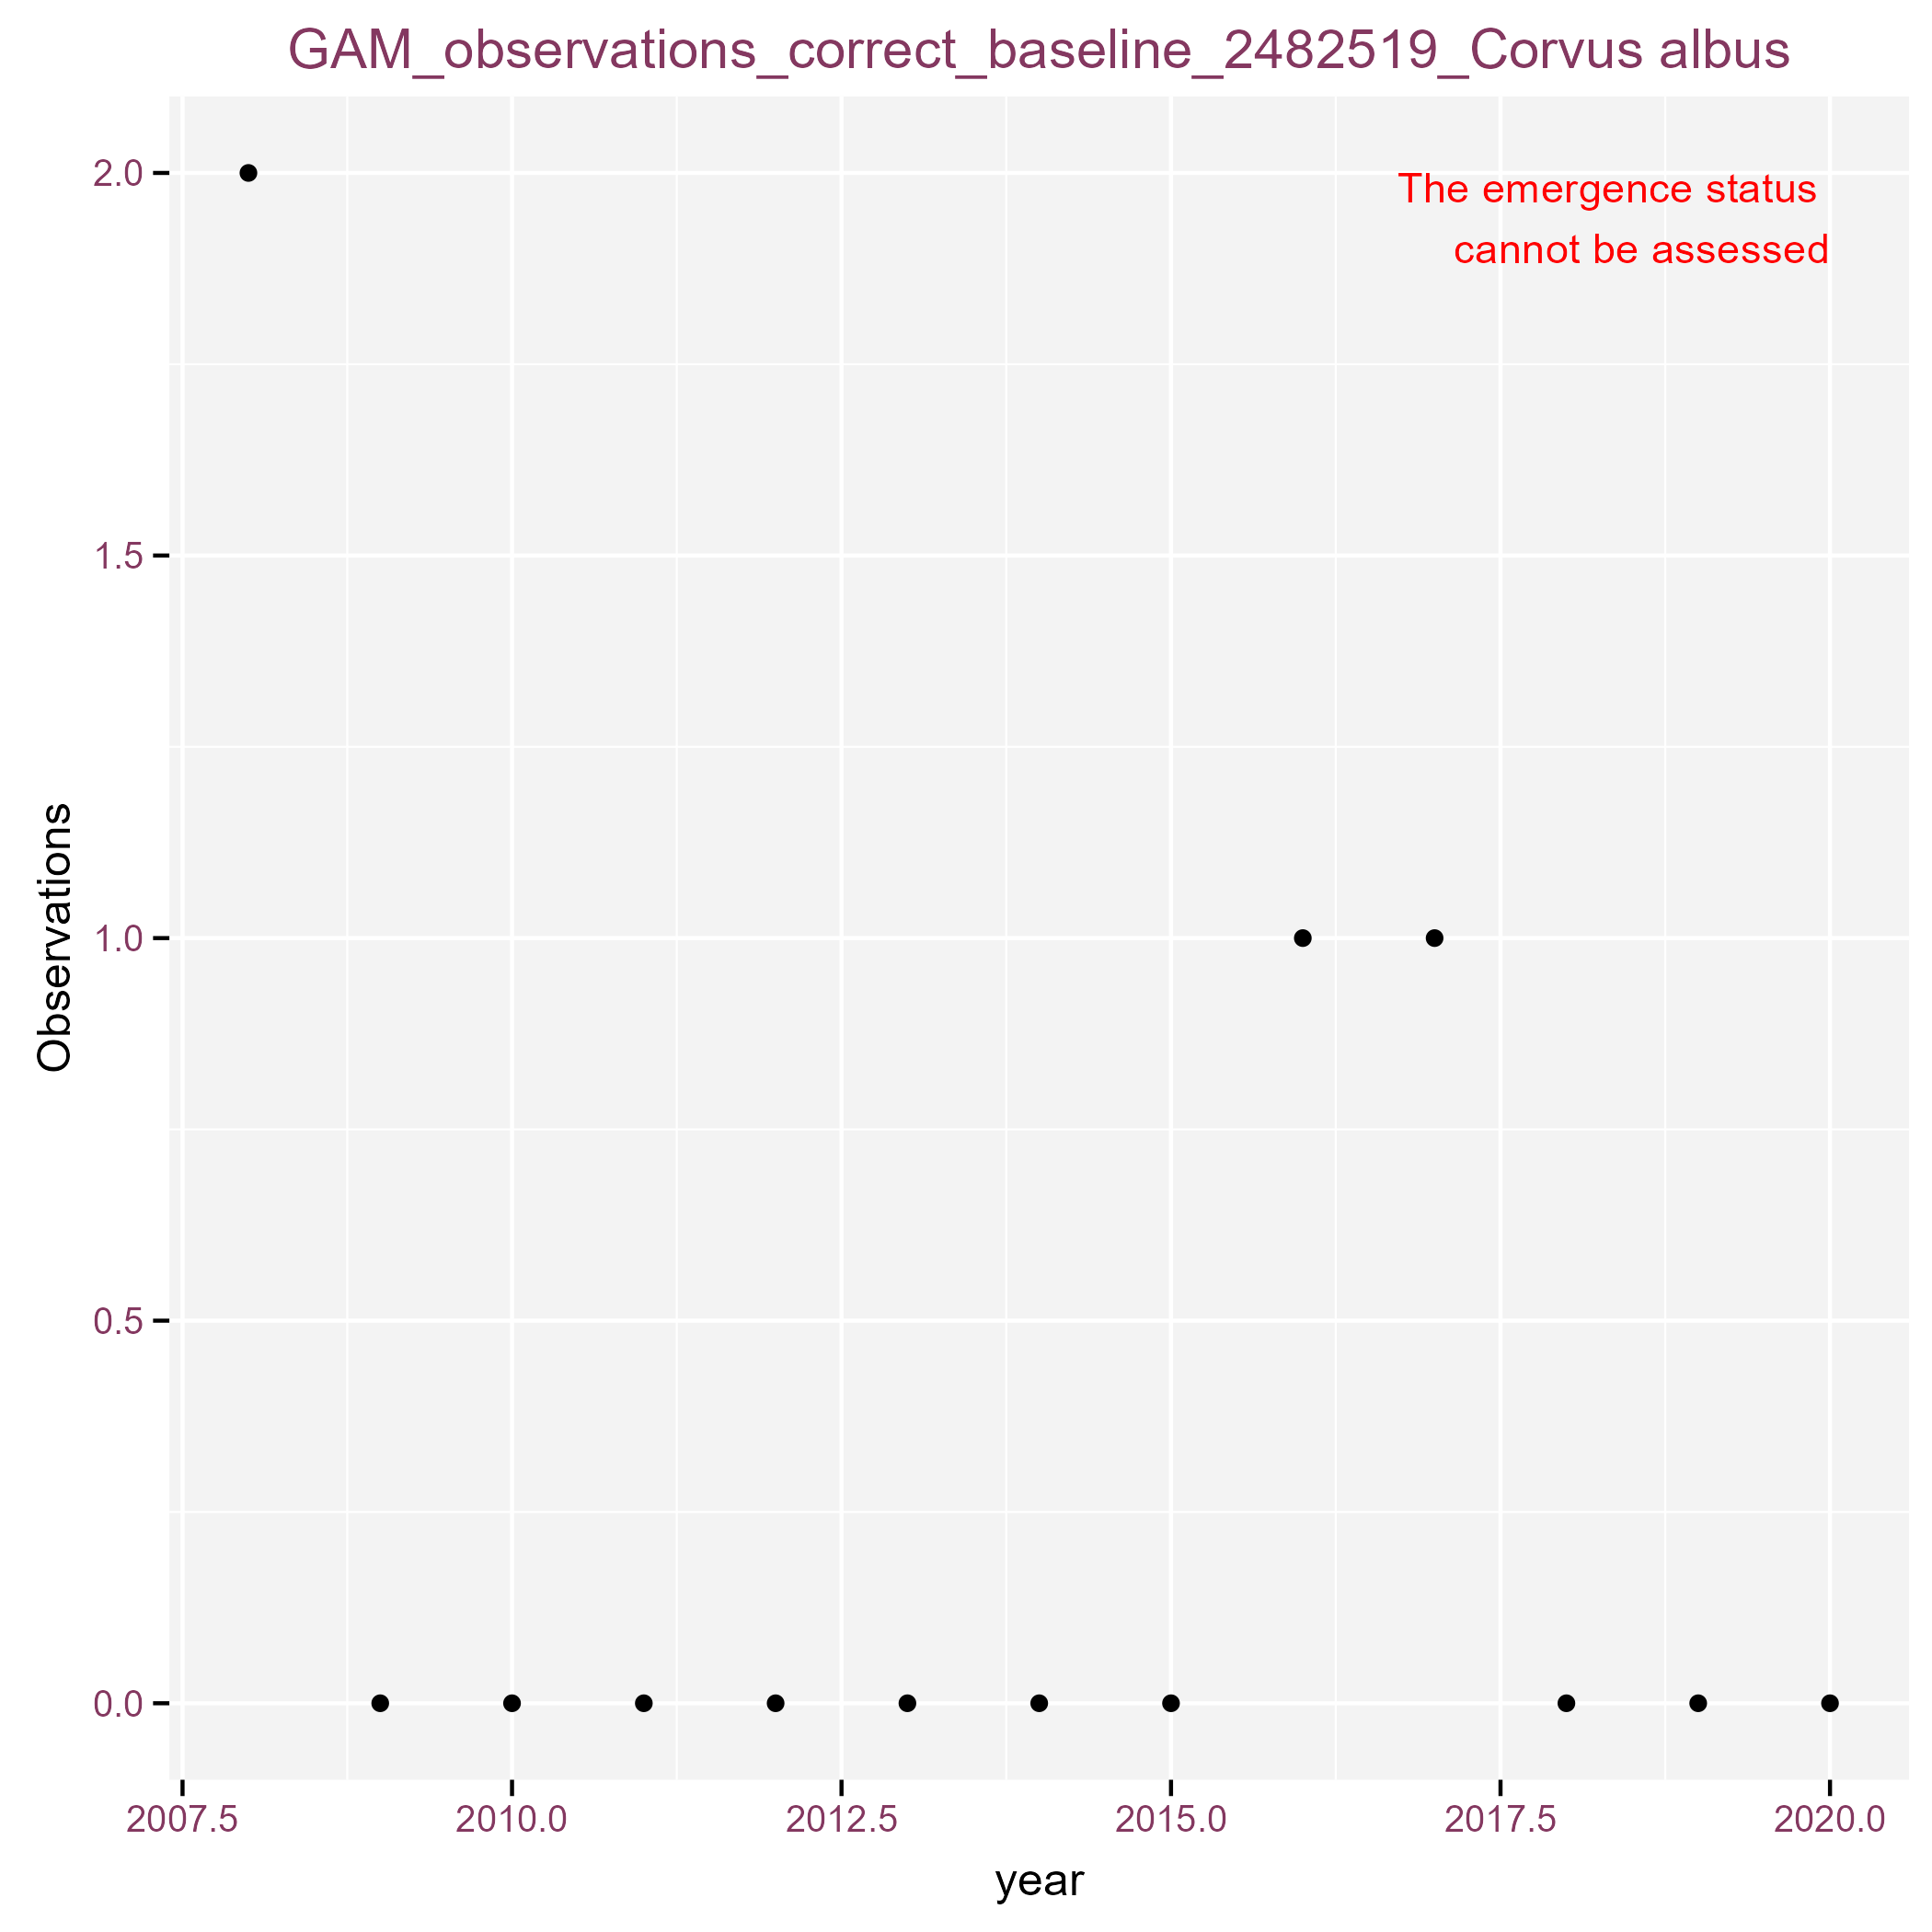 GAM_observations_correct_baseline_2482519_Corvus albus
The emergence status
cannot be assessed
2.0
1.5
1.0
0.5
0.0
Observations
2007.5 2010.0 2012.5 2015.0 2017.5 2020.0
year